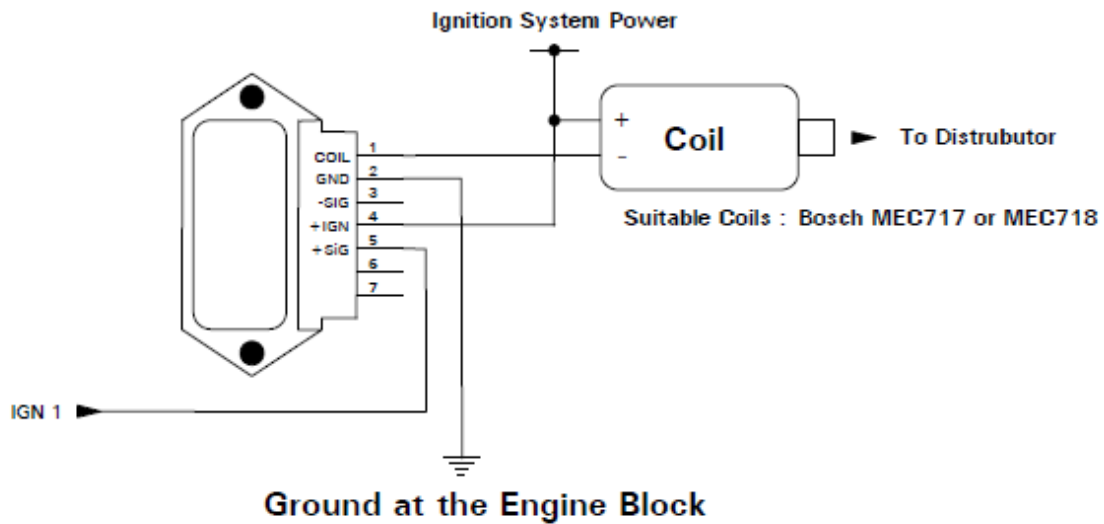 Ignition System Power
COIL 1
GND 2
-SIG 3
+IGN 4
+SiG 5
6
7
+
-
Coil
To Distrubutor
Suitable Coils : Bosch MEC717 or MEC718
IGN 1
Ground at the Engine Block